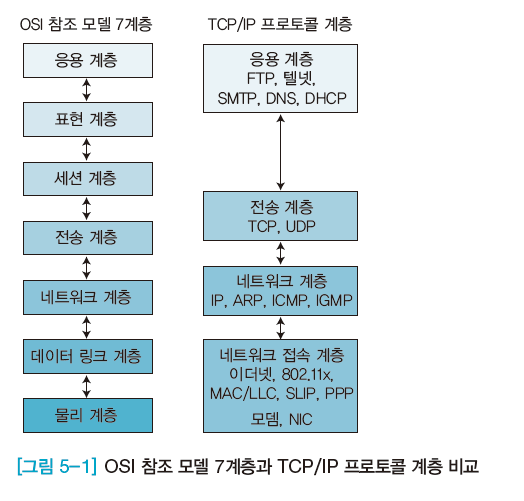 OSI 참조 모델 7계층
응용 계층
표현 계층
세션 계층
전송 계층
네트워크 계층
데이터 링크 계층
물리 계층
TCP/IP 프로토콜 계층
응용 계층
FTP, 텔넷,
SMTP, DNS, DHCP
전송 계층
TCP, UDP
네트워크 계층
IP, ARP, ICMP, IGMP
네트워크 접속 계층
이더넷, 802.11x,
MAC/LLC, SLIP, PPP
모뎀, NIC
[그림 5-1] OSI 참조 모델 7계층과 TCP/IP 프로토콜 계층 비교